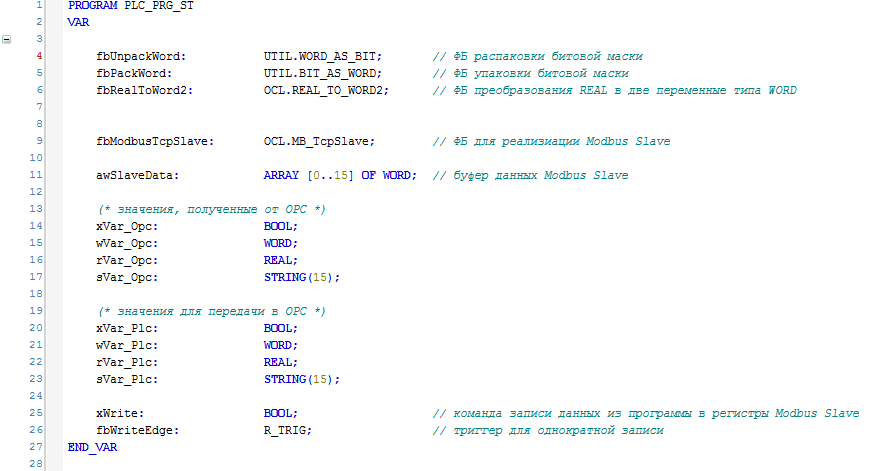 1 PROGRAM PLC_PRG_ST
2 VAR
3
4 fbUnpackWord: UTIL.WORD_AS_BIT; // ФБ распаковки битовой маски
5 fbPackWord: UTIL.BIT_AS_WORD; // ФБ упаковки битовой маски
6 fbRealToWord2: OCL.REAL_TO_WORD2; // ФБ преобразования REAL в две переменные типа WORD
7
8
9 fbModbusTcpSlave: OCL.MB_TcpSlave; // ФБ для реализиации Modbus Slave
10
11 awSlaveData: ARRAY [0..15] OF WORD; // буфер данных Modbus Slave
12
13 (* значения, полученные от OPC *)
14 xVar_Opc: BOOL;
15 wVar_Opc: WORD;
16 rVar_Opc: REAL;
17 sVar_Opc: STRING(15);
18
19 (* значения для передачи в OPC *)
20 xVar_Plc: BOOL;
21 wVar_Plc: WORD;
22 rVar_Plc: REAL;
23 sVar_Plc: STRING(15);
24
25 xWrite: BOOL; // команда записи данных из программы в регистры Modbus Slave
26 fbWriteEdge: R_TRIG; // триггер для однократной записи
27 END_VAR
28